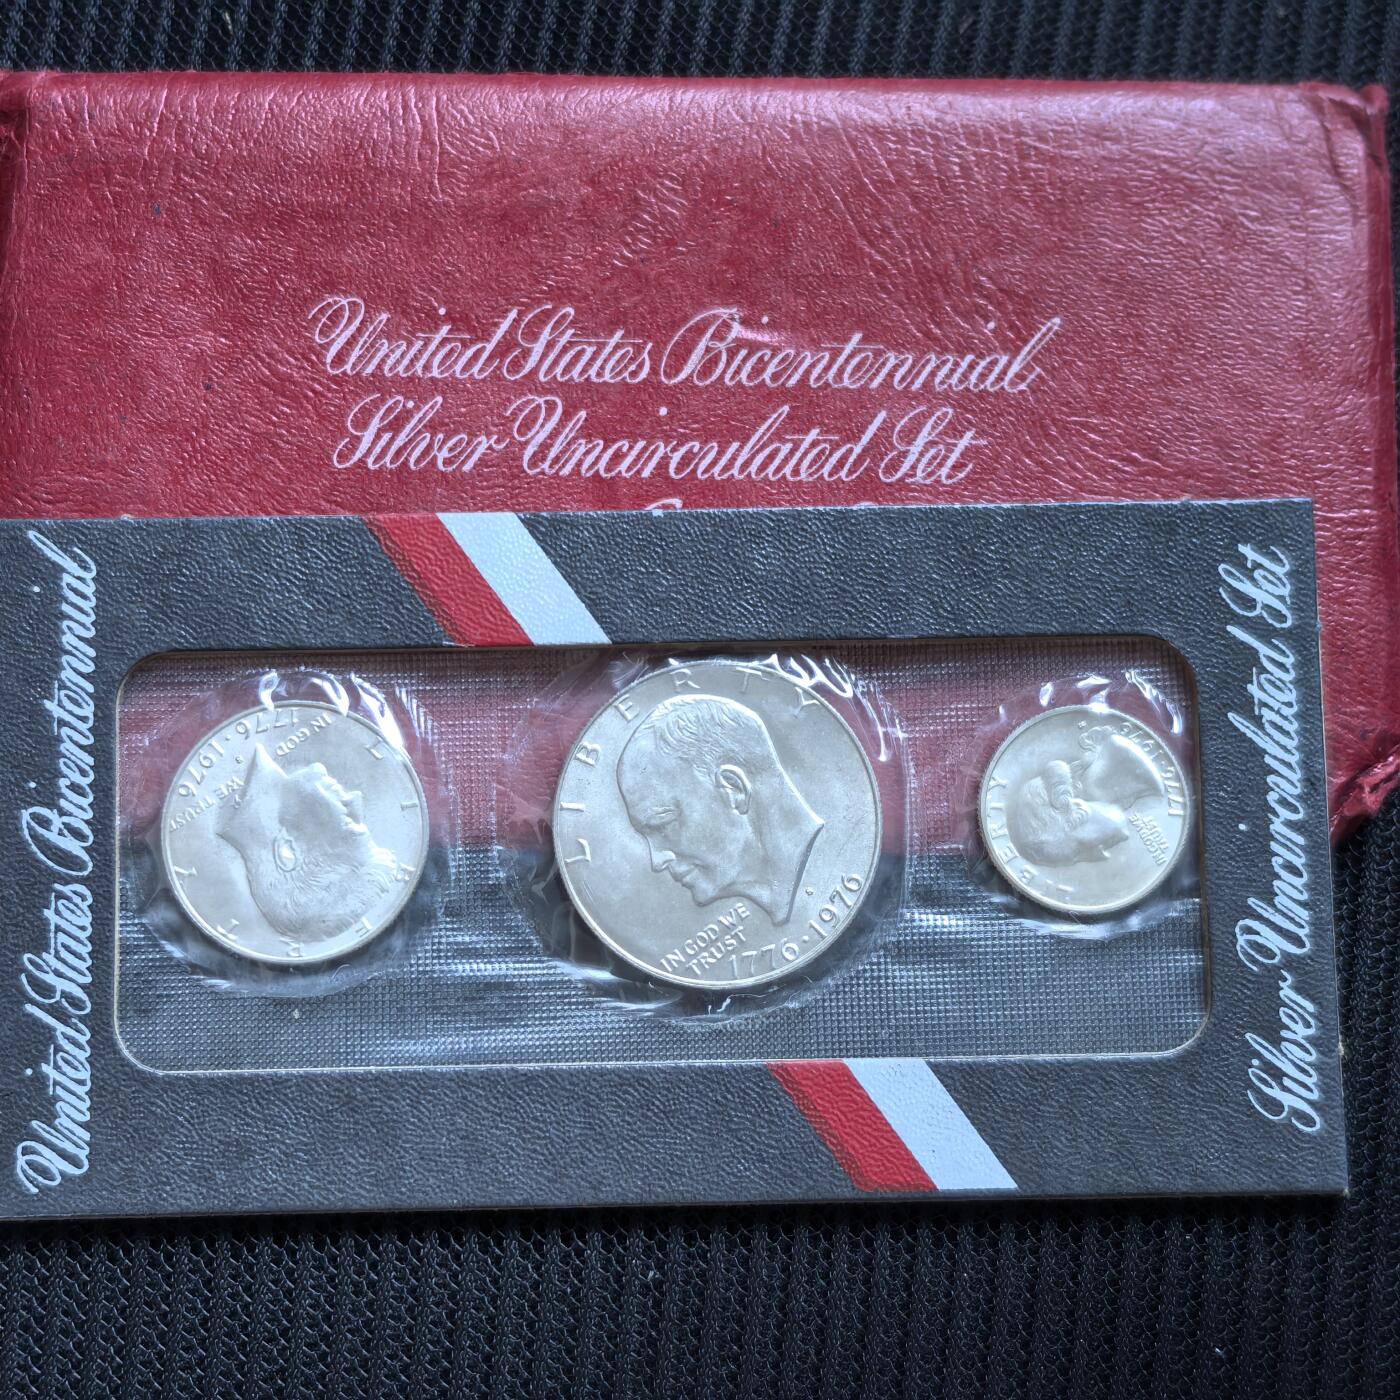 United States Bicentennial
Silver Uncirculated Set
United States Bicentennial
LIBERTY
IN GOD
WE TRUST
1776·1976
LIBERTY
IN GOD WE
TRUST
1776·1976
S
LIBERTY
IN GOD
WE TRUST
1776·1976
Silver Uncirculated Set